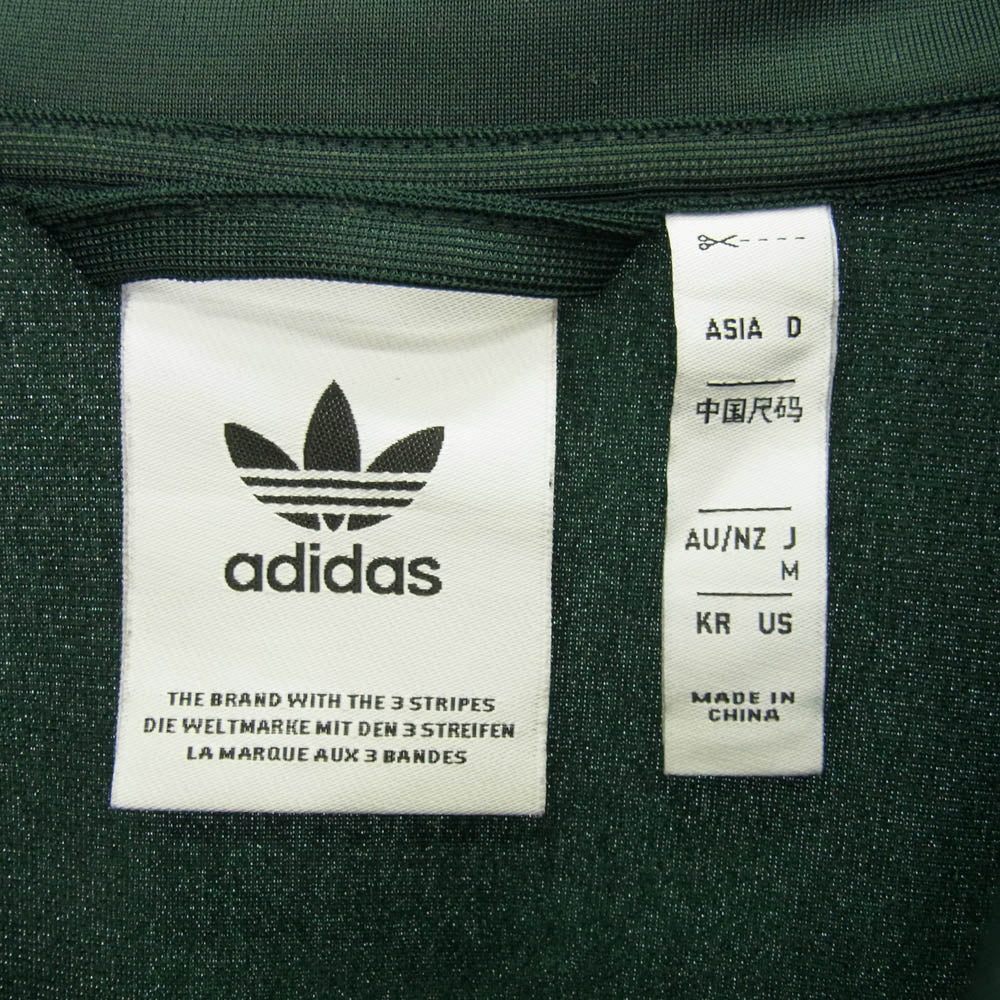 adidas
THE BRAND WITH THE 3 STRIPES
DIE WELTMARKE MIT DEN 3 STREIFEN
LA MARQUE AUX 3 BANDES
ASIA D
中国尺码
AU/NZ J
M
KR US
MADE IN
CHINA